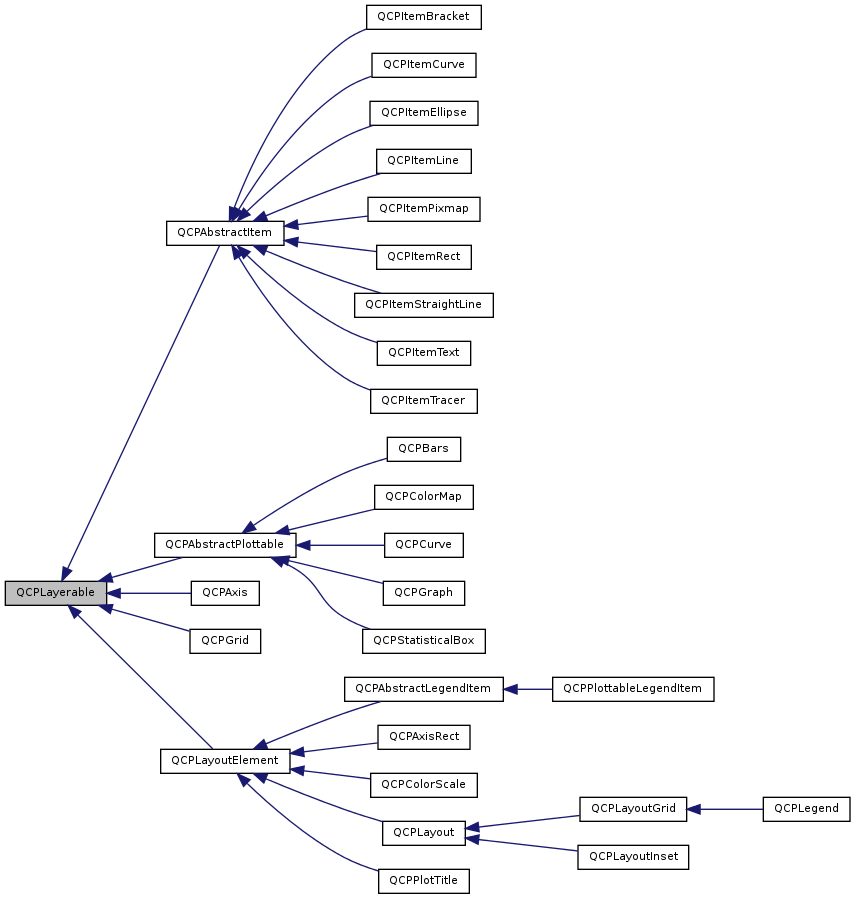 QCPItemBracket
QCPItemCurve
QCPItemEllipse
QCPItemLine
QCPItemPixmap
QCPAbstractItem
QCPItemRect
QCPItemStraightLine
QCPItemText
QCPItemTracer
QCPBars
QCPColorMap
QCPAbstractPlottable
QCPCurve
QCPLayerable
QCPAxis
QCPGraph
QCPGrid
QCPStatisticalBox
QCPAbstractLegendItem
QCPPlottableLegendItem
QCPAxisRect
QCPLayoutElement
QCPColorScale
QCPLayout
QCPLayoutGrid
QCPLegend
QCPLayoutInset
QCPPlotTitle